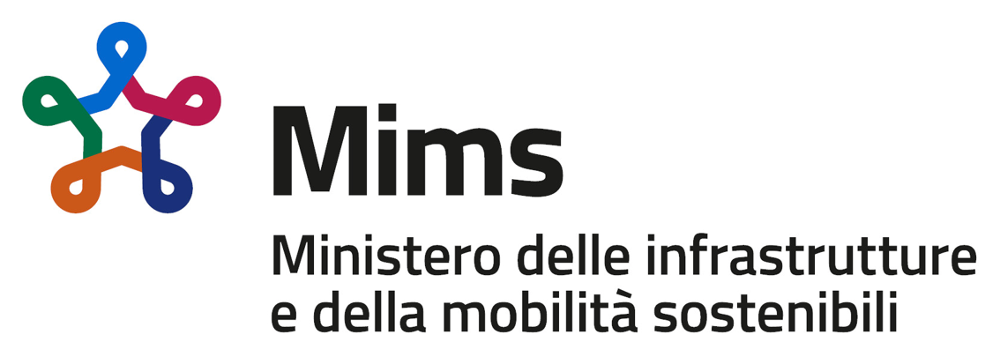 Mims
Ministero delle infrastrutture
e della mobilità sostenibili